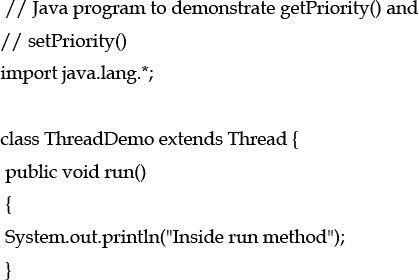 // Java program to demonstrate getPriority() and
// setPriority()
import java.lang.*;
class ThreadDemo extends Thread {
public void run()
{
System.out.println("Inside run method");
}